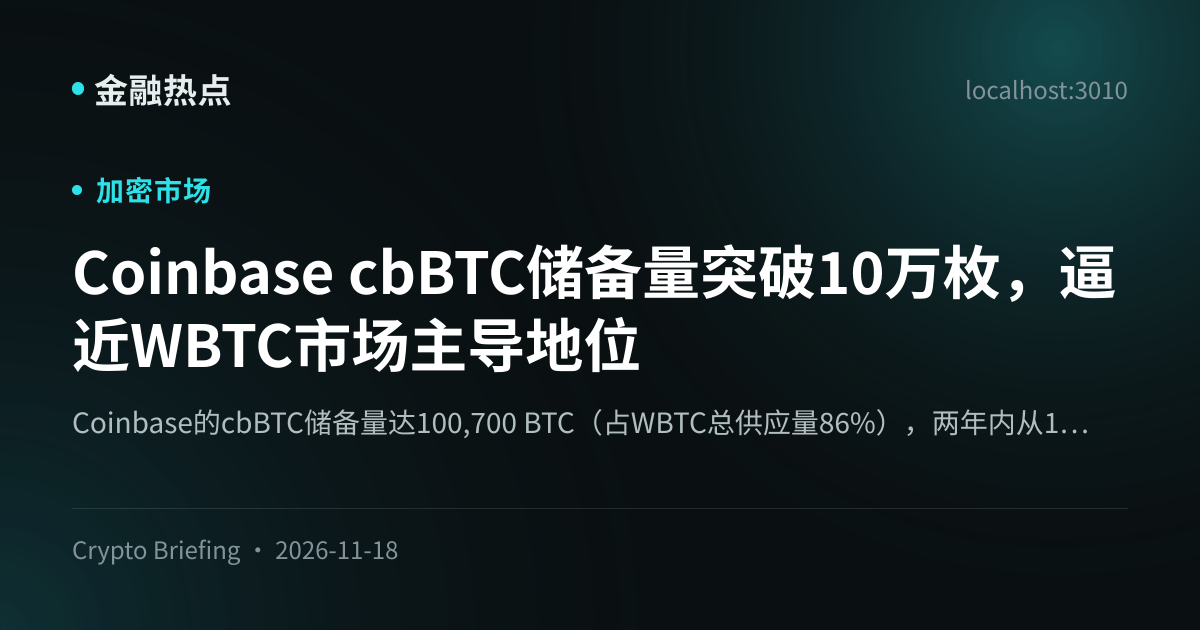 金融热点
localhost:3010
加密市场
Coinbase cbBTC储备量突破10万枚，逼
近WBTC市场主导地位
Coinbase的cbBTC储备量达100,700 BTC（占WBTC总供应量86%），两年内从1…
Crypto Briefing · 2026-11-18